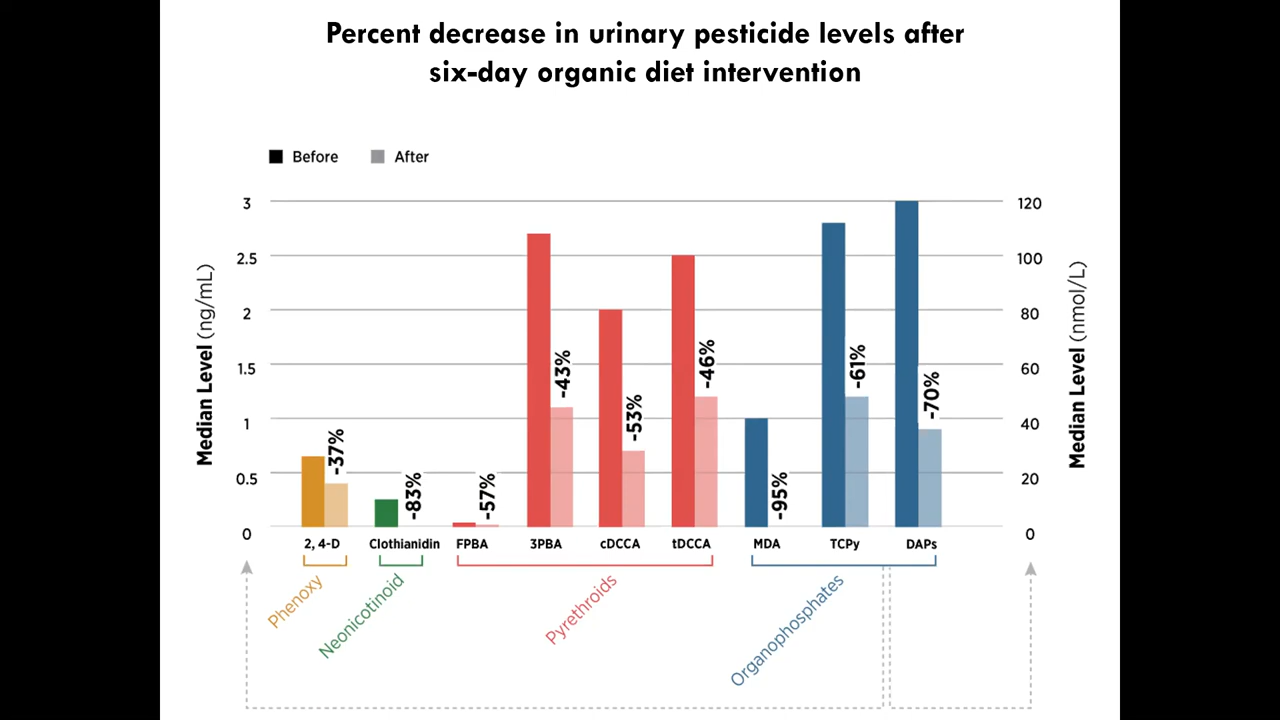 Percent decrease in urinary pesticide levels after
six-day organic diet intervention
Before
After
Median Level (ng/mL)
3
2.5
2
1.5
1
0.5
0
120
100
80
60
40
20
0
Median Level (nmol/L)
-37%
-83%
-57%
-43%
-53%
-46%
-95%
-61%
-70%
2, 4-D
Clothianidin
FPBA
3PBA
cDCCA
tDCCA
MDA
TCPy
DAPs
Phenoxy
Neonicotinoid
Pyrethroids
Organophosphates